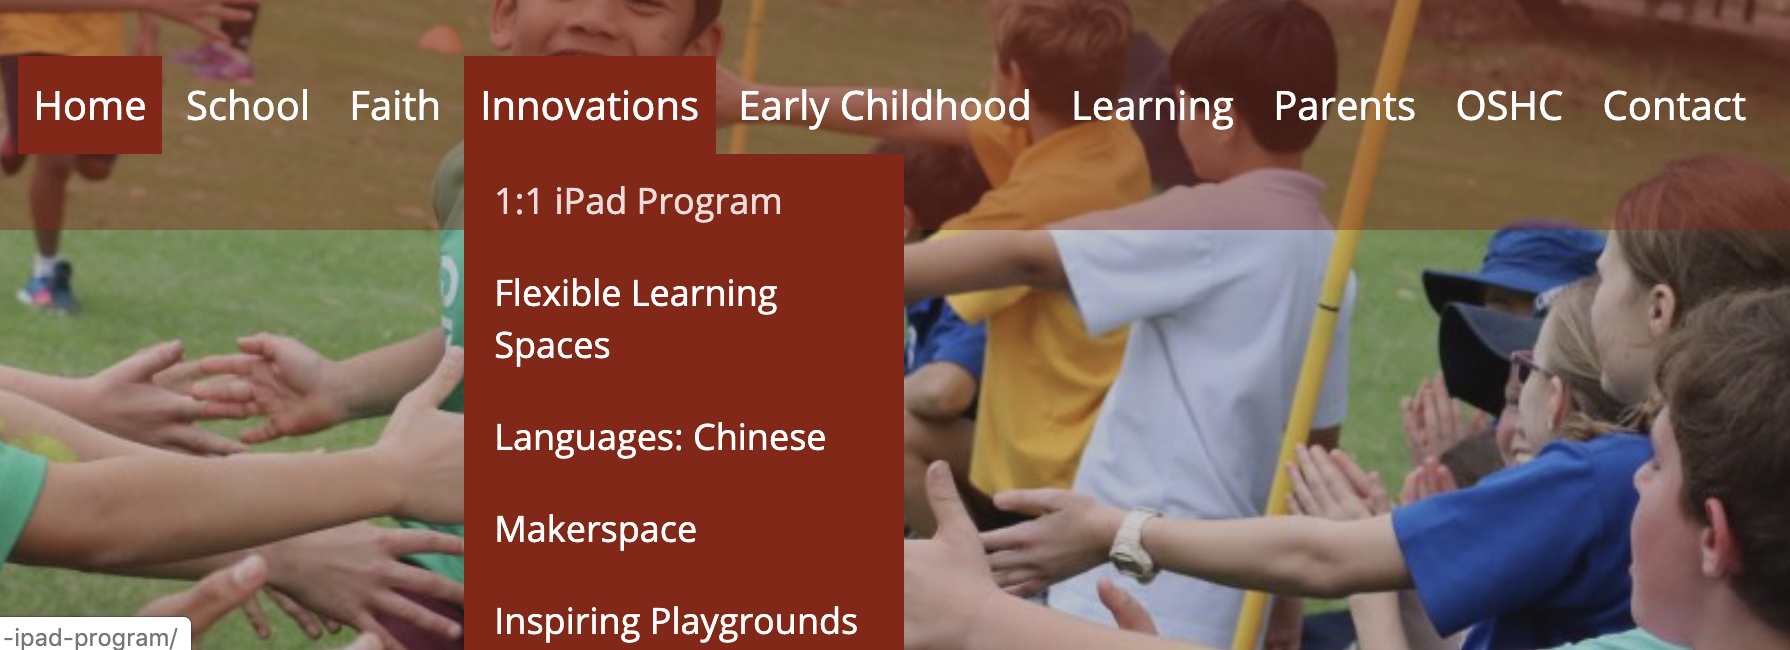 Home School Faith Innovations Early Childhood Learning Parents OSHC Contact
1:1 iPad Program
Flexible Learning
Spaces
Languages: Chinese
Makerspace
Inspiring Playgrounds
-ipad-program/